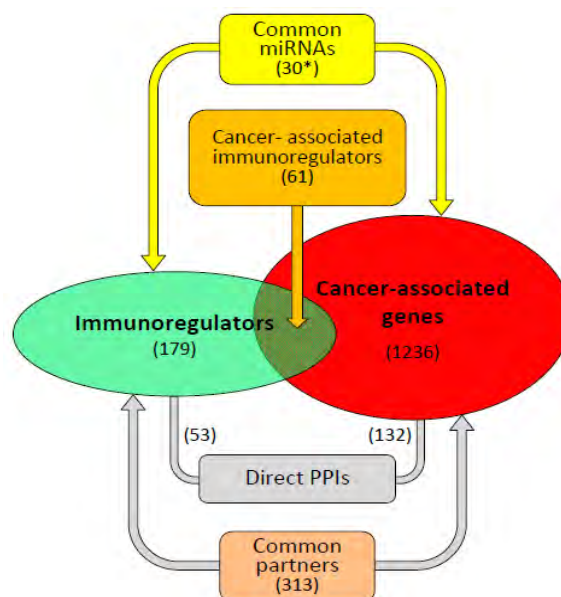 Common
miRNAs
(30*)
Cancer- associated
immunoregulators
(61)
Immunoregulators
(179)
Cancer-associated
genes
(1236)
(53)
(132)
Direct PPIs
Common
partners
(313)